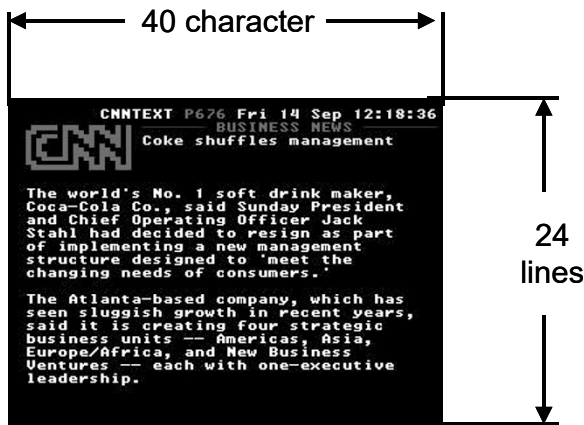 40 character
CNNTEXT P676 Fri 14 Sep 12:18:36
BUSINESS NEWS
CNN
Coke shuffles management
The world's No. 1 soft drink maker,
Coca-Cola Co., said Sunday President
and Chief Operating Officer Jack
Stahl had decided to resign as part
of implementing a new management
structure designed to 'meet the
changing needs of consumers.'
The Atlanta-based company, which has
seen sluggish growth in recent years,
said it is creating four strategic
business units -- Americas, Asia,
Europe/Africa, and New Business
Ventures -- each with one-executive
leadership.
24
lines